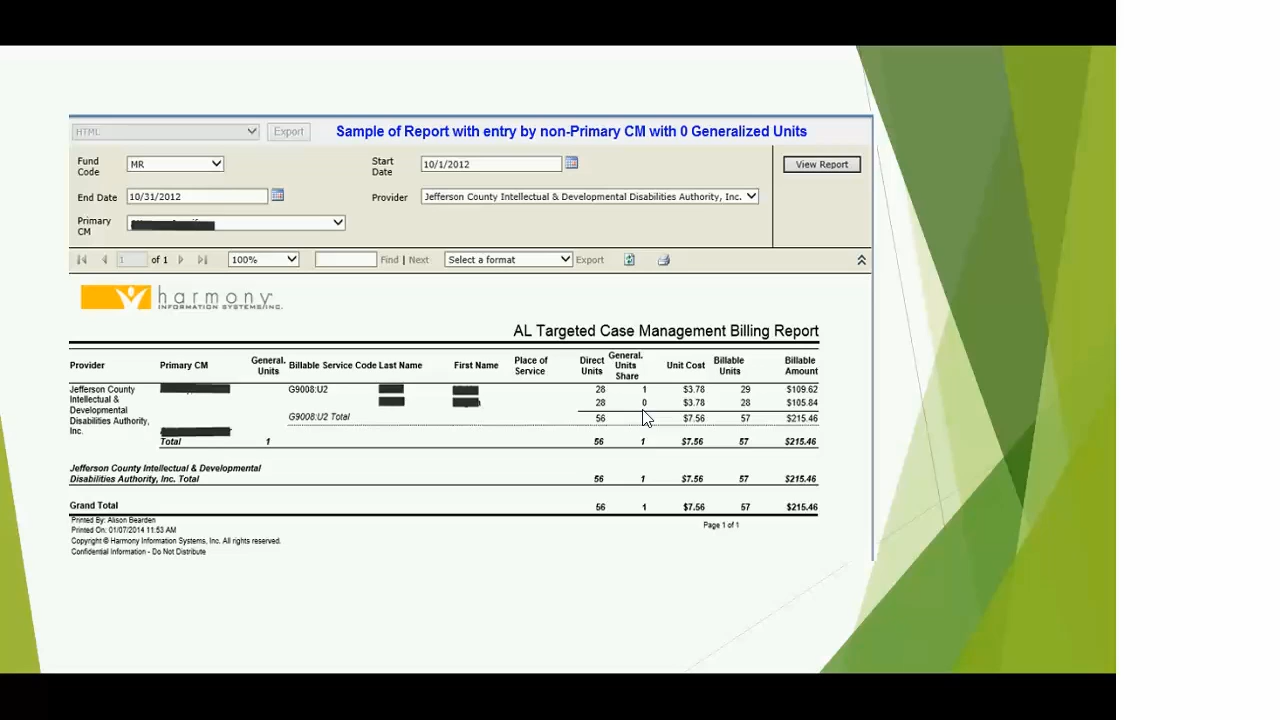 HTML Export Sample of Report with entry by non-Primary CM with 0 Generalized Units
Fund Code MR Start Date 10/1/2012 View Report
End Date 10/31/2012 Provider Jefferson County Intellectual & Developmental Disabilities Authority, Inc.
Primary CM
1 of 1 100% Find | Next Select a format Export
harmony
INFORMATION SYSTEMS, INC.
AL Targeted Case Management Billing Report
Provider Primary CM General. Units Billable Service Code Last Name First Name Place of Service Direct Units General. Units Share Unit Cost Billable Units Billable Amount
Jefferson County G9008:U2 28 1 $3.78 29 $109.62
Intellectual & 28 0 $3.78 28 $105.84
Developmental
Disabilities Authority, G9008:U2 Total 56 1 $7.56 57 $215.46
Inc.
Total 1 56 1 $7.56 57 $215.46
Jefferson County Intellectual & Developmental
Disabilities Authority, Inc. Total 56 1 $7.56 57 $215.46
Grand Total 56 1 $7.56 57 $215.46
Printed By: Alison Bearden Page 1 of 1
Printed On: 01/07/2014 11:53 AM
Copyright © Harmony Information Systems, Inc. All rights reserved.
Confidential Information - Do Not Distribute